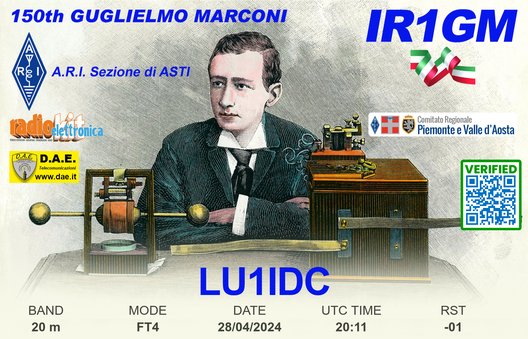 150th GUGLIELMO MARCONI
IR1GM
A.R.I. Sezione di ASTI
A R I
radiokit
elettronica
D.A.E.
Telecomunicazioni
www.dae.it
Comitato Regionale
Piemonte e Valle d'Aosta
VERIFIED
LU1IDC
BAND MODE DATE UTC TIME RST
20 m FT4 28/04/2024 20:11 -01